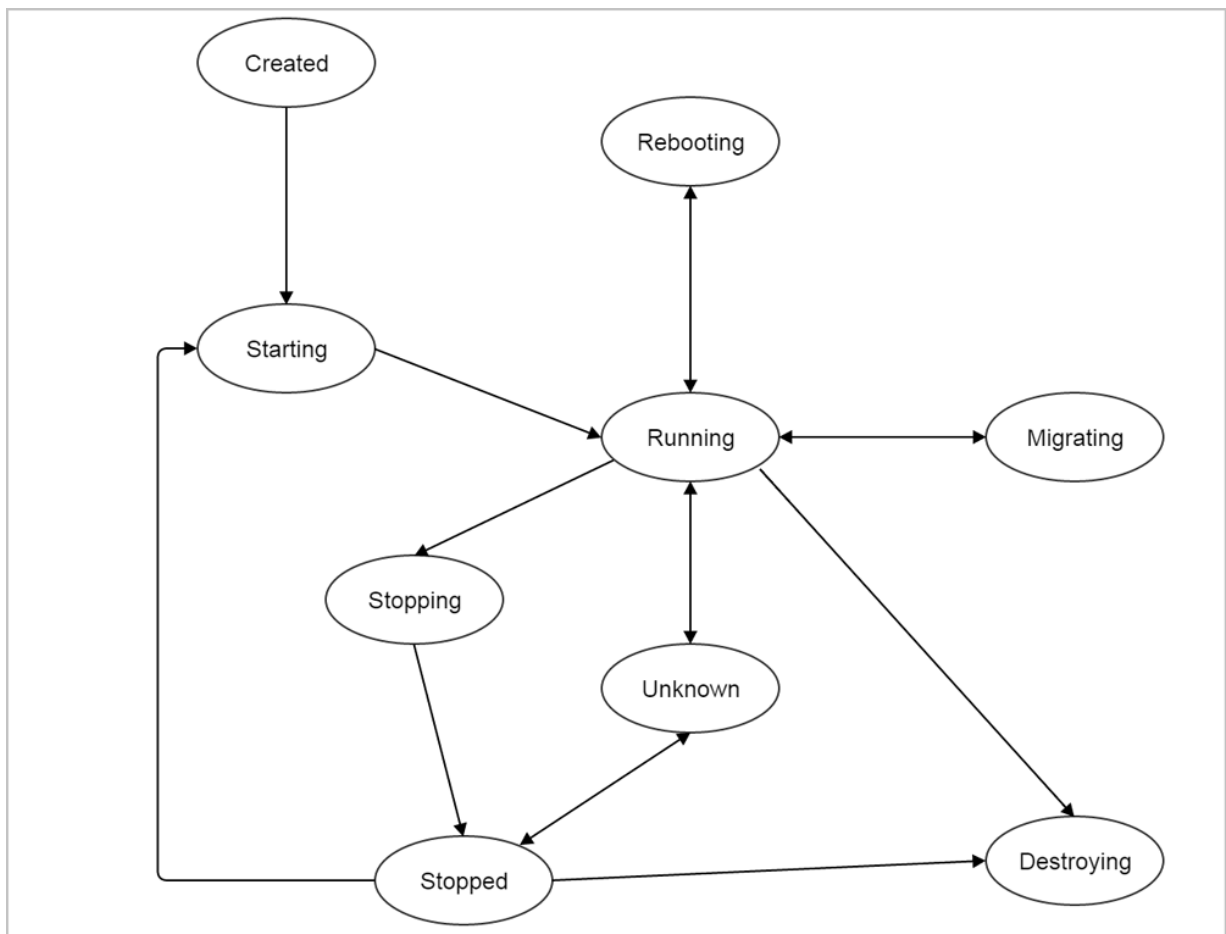 Created
Rebooting
Starting
Running
Migrating
Stopping
Unknown
Destroying
Stopped